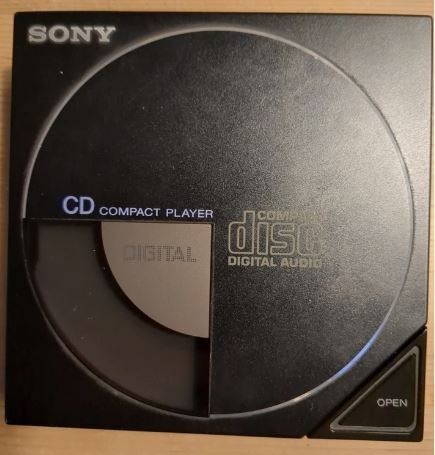 SONY
CD COMPACT PLAYER
DIGITAL
COMPACT
disc
DIGITAL AUDIO
OPEN